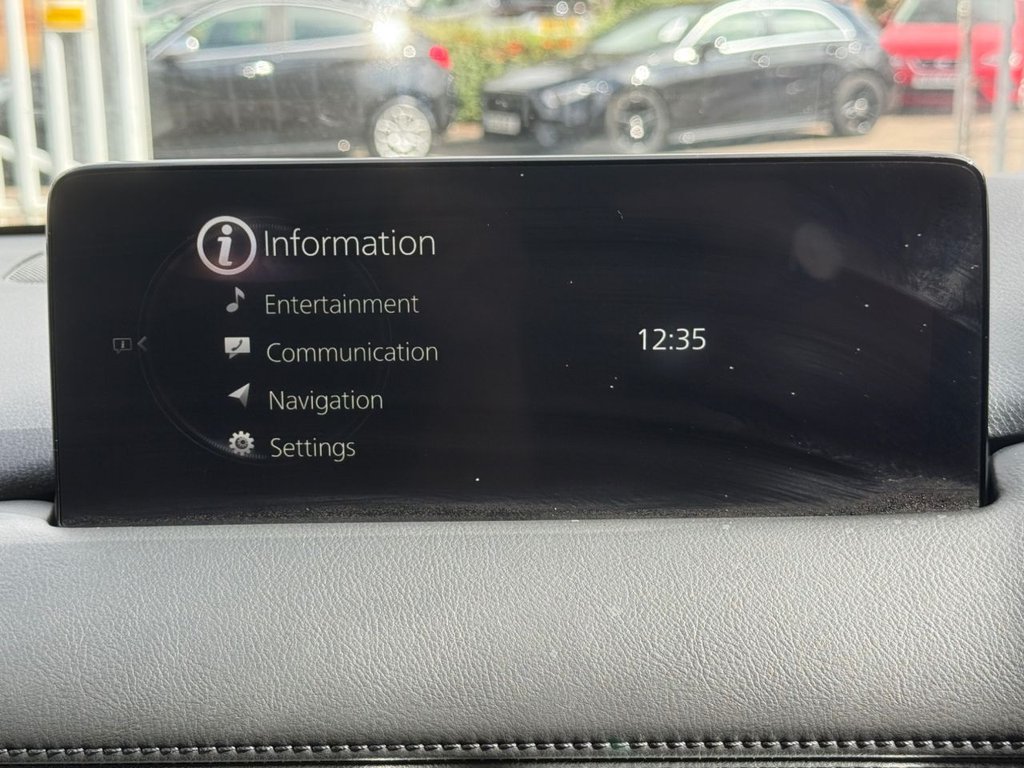 Information
Entertainment
Communication
Navigation
Settings
12:35